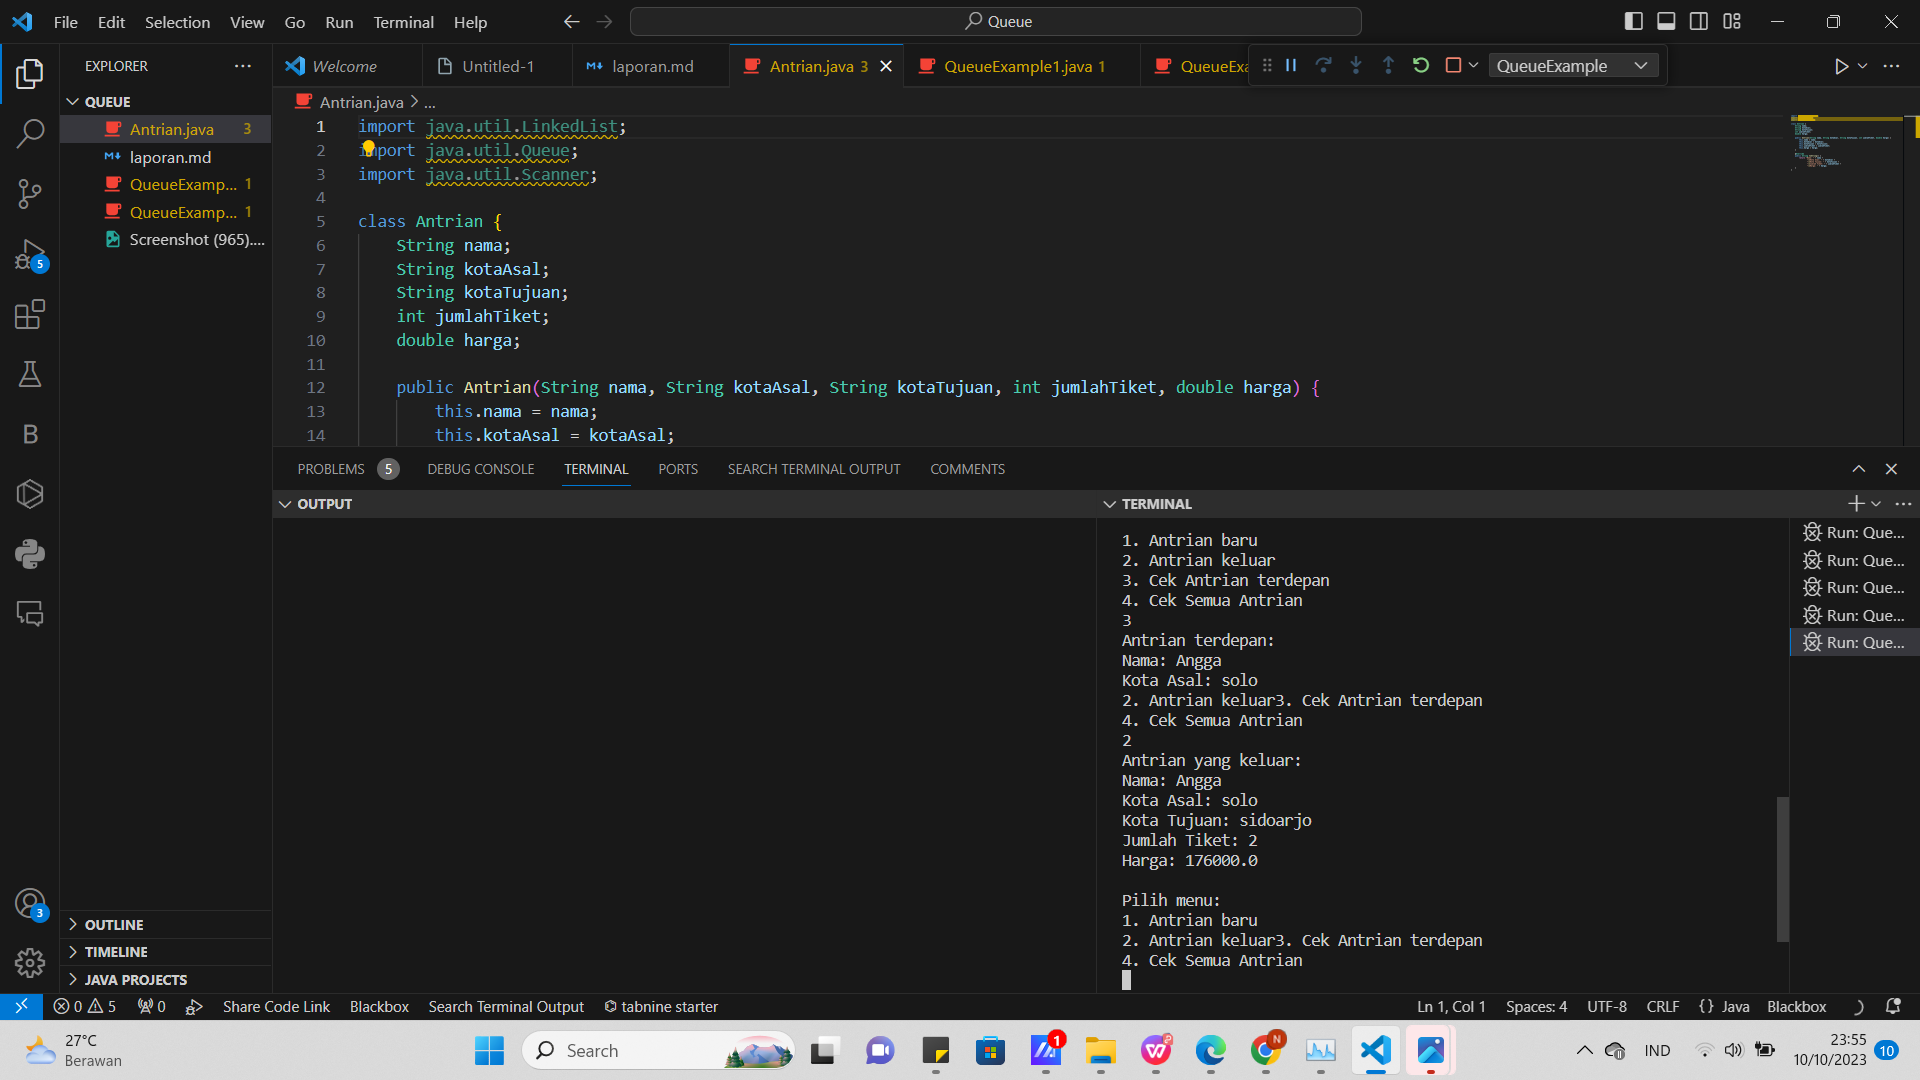 File Edit Selection View Go Run Terminal Help
Queue
EXPLORER
Welcome
Untitled-1
laporan.md
Antrian.java 3
QueueExample1.java 1
QueueExa
QueueExample
QUEUE
Antrian.java 3
laporan.md
QueueExamp... 1
QueueExamp... 1
Screenshot (965)....
Antrian.java > ...
1 import java.util.LinkedList;
2 import java.util.Queue;
3 import java.util.Scanner;
4
5 class Antrian {
6 String nama;
7 String kotaAsal;
8 String kotaTujuan;
9 int jumlahTiket;
10 double harga;
11
12 public Antrian(String nama, String kotaAsal, String kotaTujuan, int jumlahTiket, double harga) {
13 this.nama = nama;
14 this.kotaAsal = kotaAsal;
PROBLEMS 5 DEBUG CONSOLE TERMINAL PORTS SEARCH TERMINAL OUTPUT COMMENTS
OUTPUT
TERMINAL
1. Antrian baru
2. Antrian keluar
3. Cek Antrian terdepan
4. Cek Semua Antrian
3
Antrian terdepan:
Nama: Angga
Kota Asal: solo
2. Antrian keluar3. Cek Antrian terdepan
4. Cek Semua Antrian
2
Antrian yang keluar:
Nama: Angga
Kota Asal: solo
Kota Tujuan: sidoarjo
Jumlah Tiket: 2
Harga: 176000.0
Pilih menu:
1. Antrian baru
2. Antrian keluar3. Cek Antrian terdepan
4. Cek Semua Antrian
Run: Que...
Run: Que...
Run: Que...
Run: Que...
Run: Que...
5
B
3
OUTLINE
TIMELINE
JAVA PROJECTS
0 5 0 Share Code Link Blackbox Search Terminal Output tabnine starter
Ln 1, Col 1 Spaces: 4 UTF-8 CRLF {} Java Blackbox
27°C
Berawan
Search
1
N
IND
23:55
10/10/2023
10